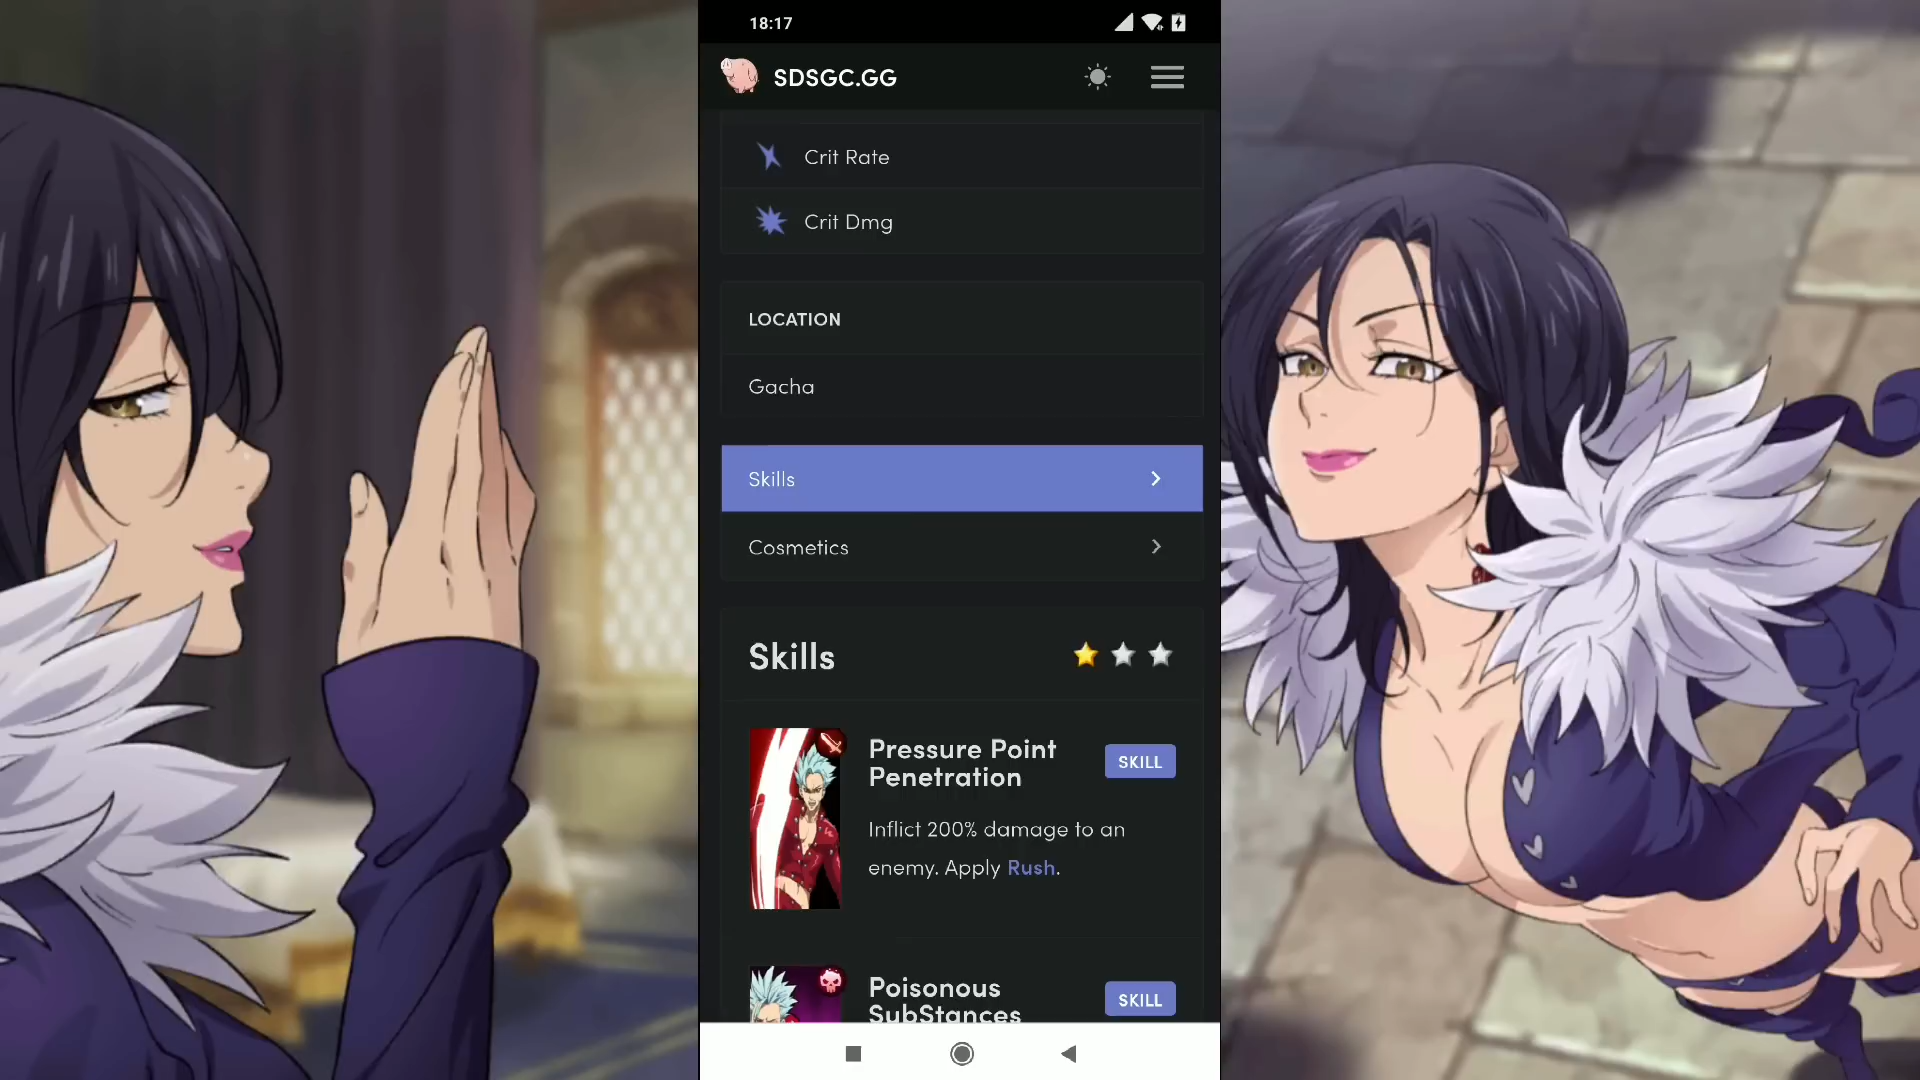 18:17
SDSGC.GG
Crit Rate
Crit Dmg
LOCATION
Gacha
Skills
Cosmetics
Skills
Pressure Point
Penetration
SKILL
Inflict 200% damage to an
enemy. Apply Rush.
Poisonous
SubStances
SKILL